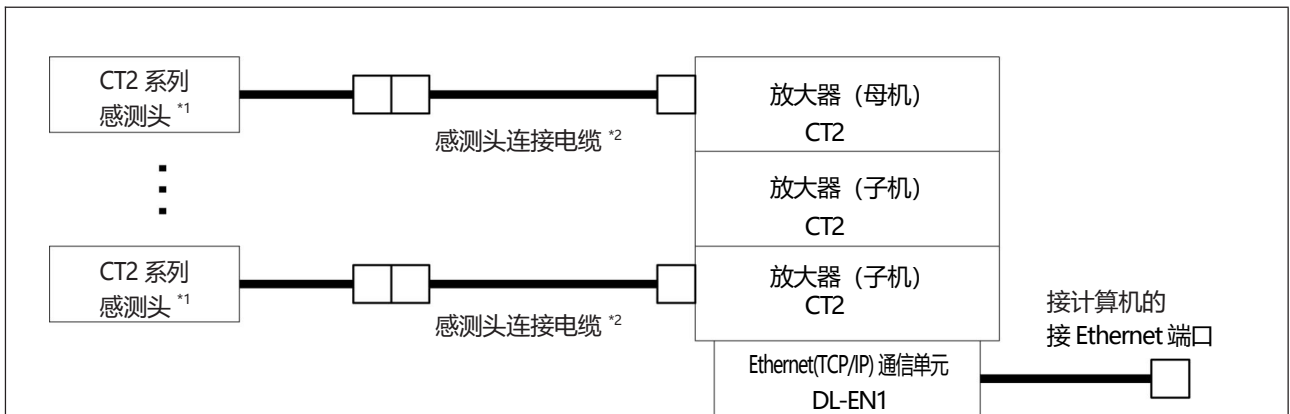 CT2 系列
感测头 *1
感测头连接电缆 *2
放大器（母机）
CT2
放大器（子机）
CT2
CT2 系列
感测头 *1
感测头连接电缆 *2
放大器（子机）
CT2
接计算机的
接 Ethernet 端口
Ethernet(TCP/IP) 通信单元
DL-EN1